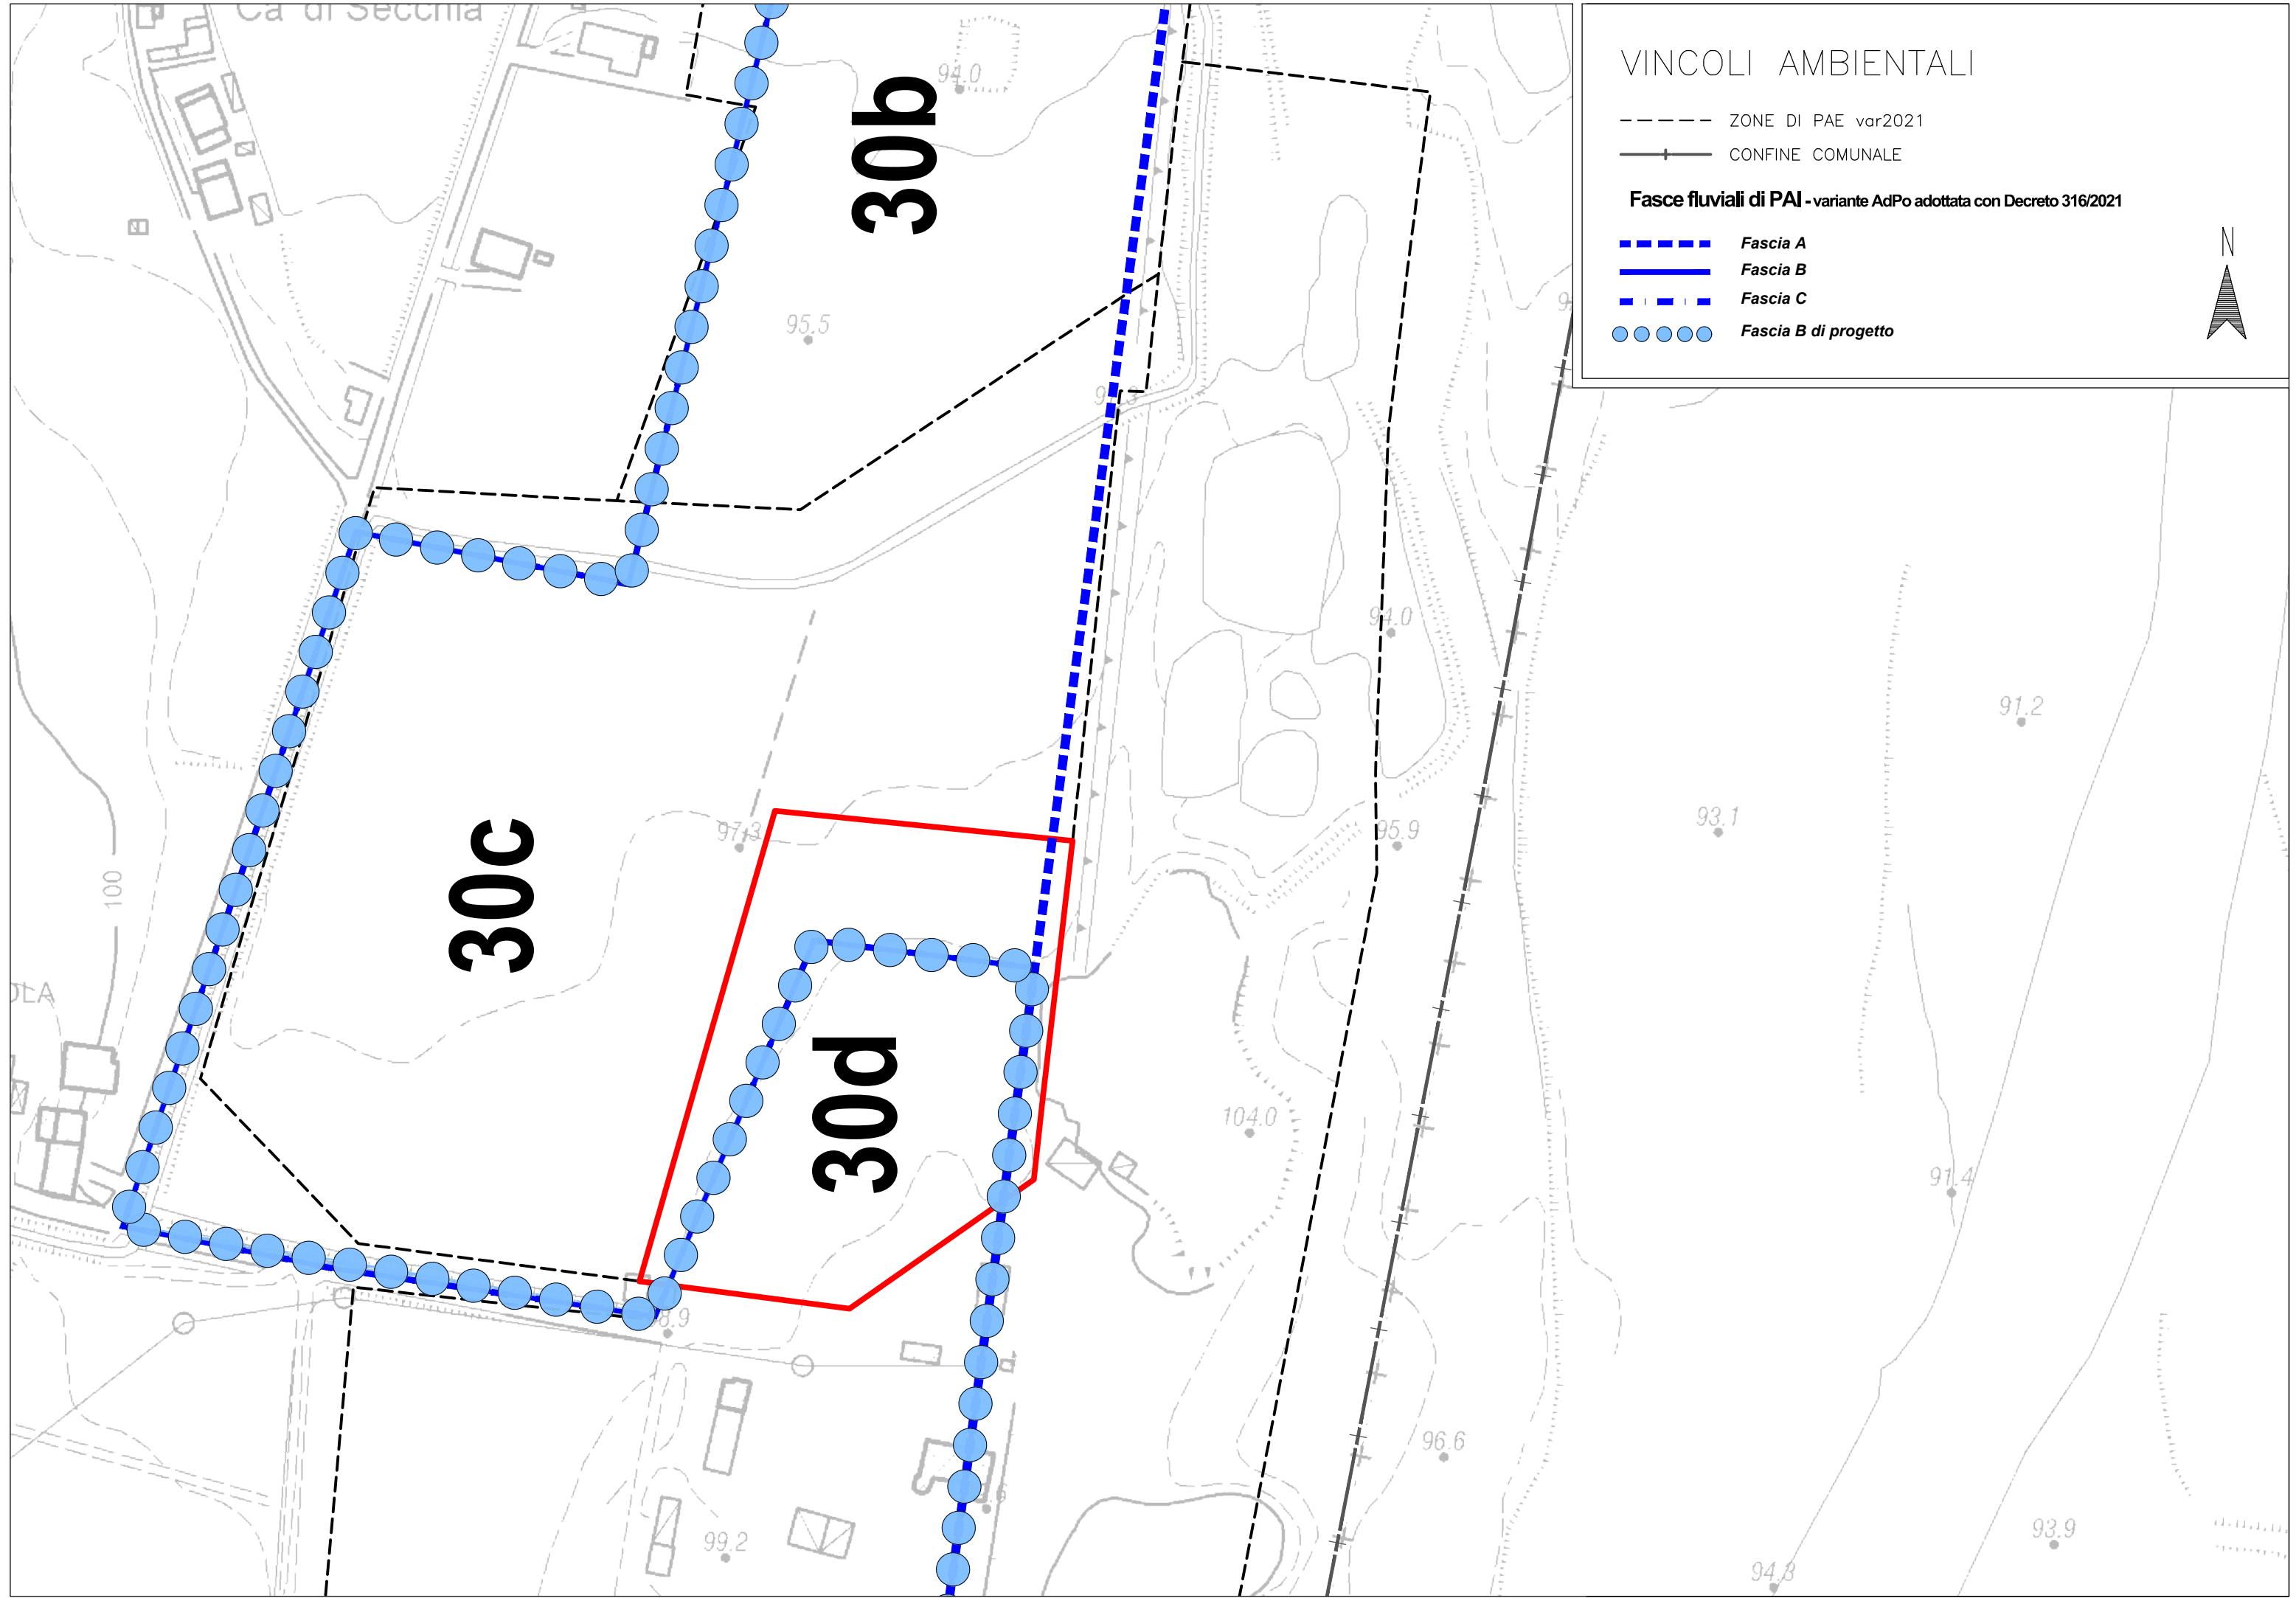 Ca' di Secchia
VINCOLI AMBIENTALI
ZONE DI PAE var2021
CONFINE COMUNALE
Fasce fluviali di PAI - variante AdPo adottata con Decreto 316/2021
Fascia A
Fascia B
Fascia C
Fascia B di progetto
N
30b
94.0
95.5
94.0
91.2
93.1
95.9
97.3
30c
100
OLA
30d
104.0
91.4
96.6
99.2
93.9
94.3